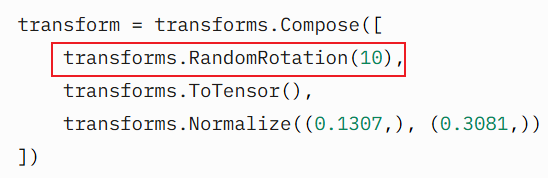 transform = transforms.Compose([
    transforms.RandomRotation(10),
    transforms.ToTensor(),
    transforms.Normalize((0.1307,), (0.3081,))
])